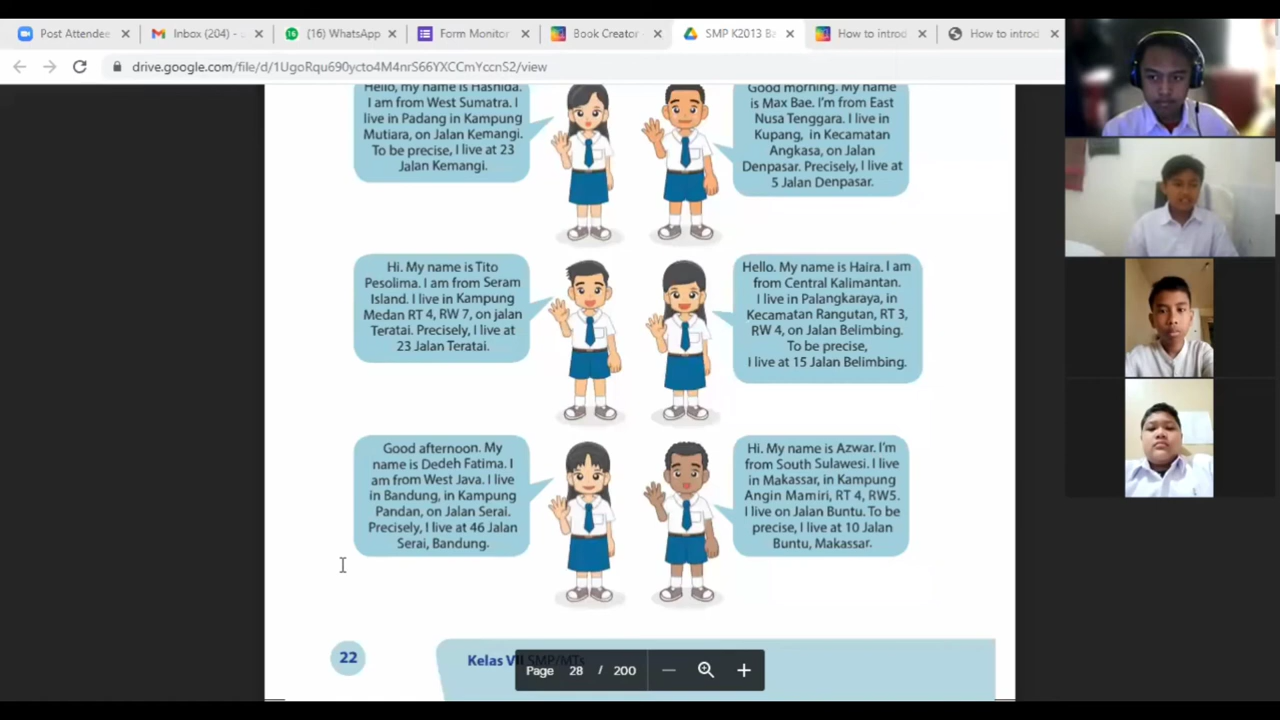 Post Attendee
Inbox (204) -
(16) WhatsApp
Form Monitor
Book Creator
SMP K2013 Ba
How to introd
How to introd
drive.google.com/file/d/1UgoRqu690ycto4M4nrS66YXCCmYccnS2/view
Hello, my name is Hashida.
I am from West Sumatra. I
live in Padang in Kampung
Mutiara, on Jalan Kemangi.
To be precise, I live at 23
Jalan Kemangi.
Good morning. My name
is Max Bae. I'm from East
Nusa Tenggara. I live in
Kupang, in Kecamatan
Angkasa, on Jalan
Denpasar. Precisely, I live at
5 Jalan Denpasar.
Hi. My name is Tito
Pesolima. I am from Seram
Island. I live in Kampung
Medan RT 4, RW 7, on jalan
Teratai. Precisely, I live at
23 Jalan Teratai.
Hello. My name is Haira. I am
from Central Kalimantan.
I live in Palangkaraya, in
Kecamatan Rangutan, RT 3,
RW 4, on Jalan Belimbing.
To be precise,
I live at 15 Jalan Belimbing.
Good afternoon. My
name is Dedeh Fatima. I
am from West Java. I live
in Bandung, in Kampung
Pandan, on Jalan Serai.
Precisely, I live at 46 Jalan
Serai, Bandung.
Hi. My name is Azwar. I'm
from South Sulawesi. I live
in Makassar, in Kampung
Angin Mamiri, RT 4, RW5.
I live on Jalan Buntu. To be
precise, I live at 10 Jalan
Buntu, Makassar.
22
Kelas VII SMP/MTs
Page 28 / 200